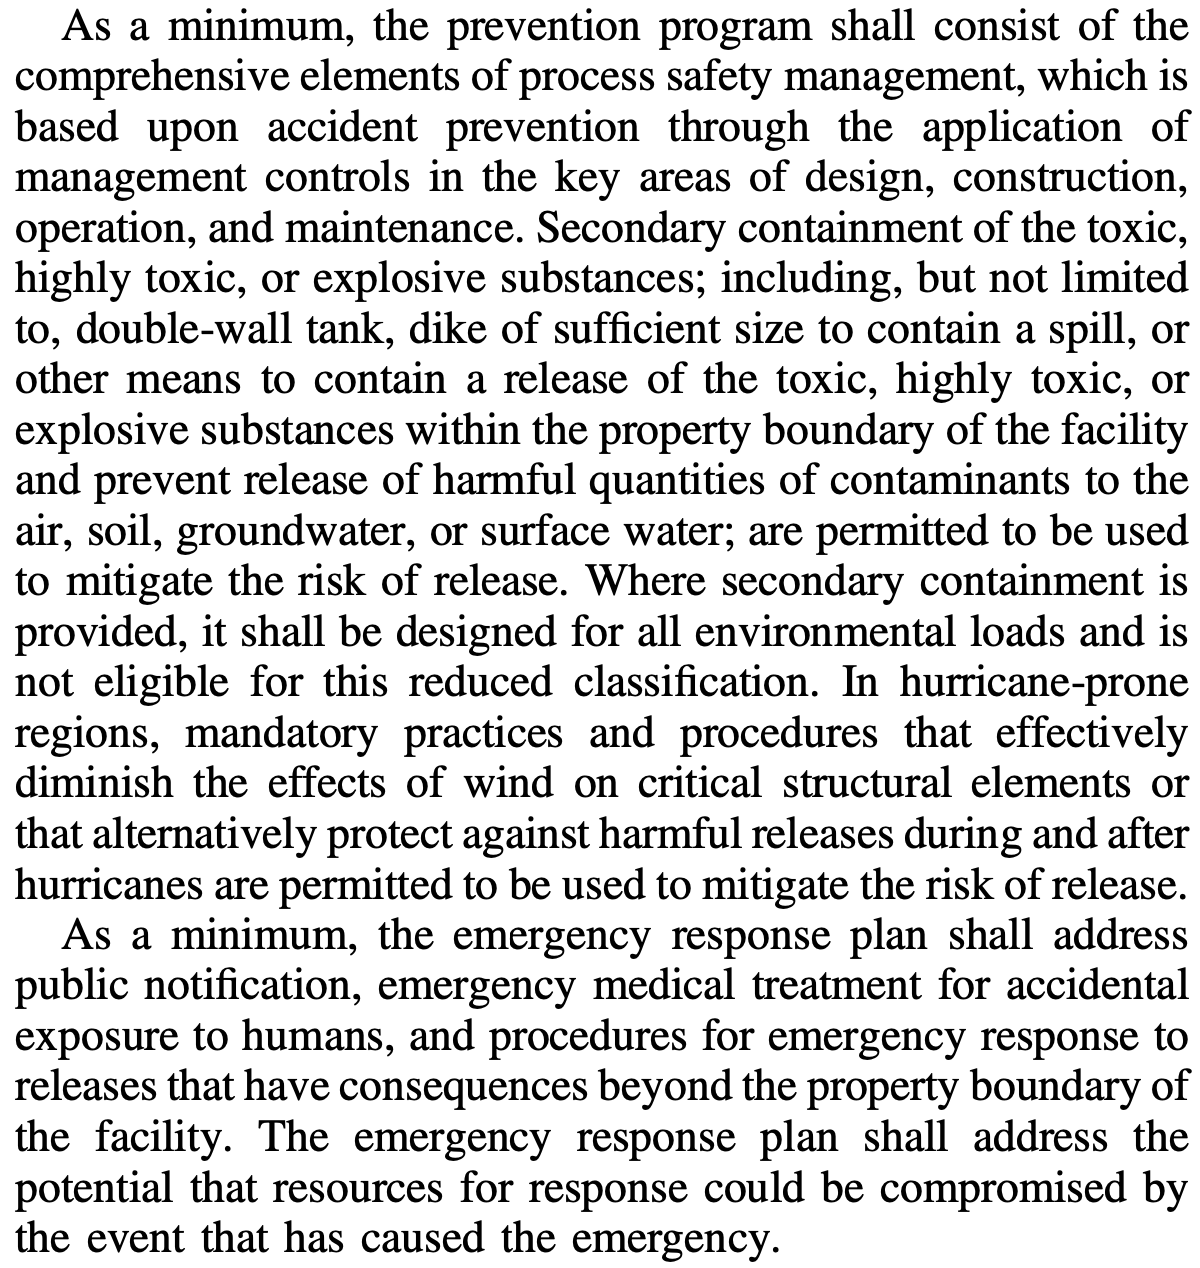 As a minimum, the prevention program shall consist of the
comprehensive elements of process safety management, which is
based upon accident prevention through the application of
management controls in the key areas of design, construction,
operation, and maintenance. Secondary containment of the toxic,
highly toxic, or explosive substances; including, but not limited
to, double-wall tank, dike of sufficient size to contain a spill, or
other means to contain a release of the toxic, highly toxic, or
explosive substances within the property boundary of the facility
and prevent release of harmful quantities of contaminants to the
air, soil, groundwater, or surface water; are permitted to be used
to mitigate the risk of release. Where secondary containment is
provided, it shall be designed for all environmental loads and is
not eligible for this reduced classification. In hurricane-prone
regions, mandatory practices and procedures that effectively
diminish the effects of wind on critical structural elements or
that alternatively protect against harmful releases during and after
hurricanes are permitted to be used to mitigate the risk of release.
As a minimum, the emergency response plan shall address
public notification, emergency medical treatment for accidental
exposure to humans, and procedures for emergency response to
releases that have consequences beyond the property boundary of
the facility. The emergency response plan shall address the
potential that resources for response could be compromised by
the event that has caused the emergency.